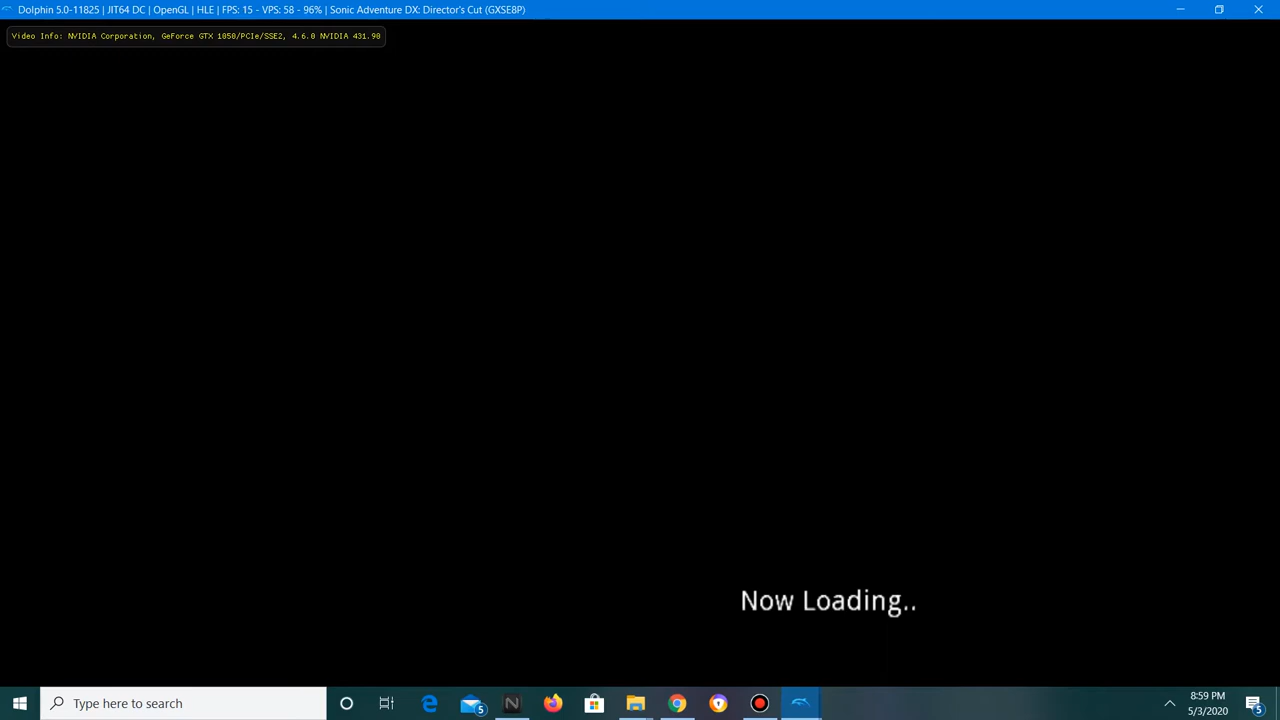 Dolphin 5.0-11825 | JIT64 DC | OpenGL | HLE | FPS: 15 - VPS: 58 - 96% | Sonic Adventure DX: Director's Cut (GXSE8P)
Video Info: NVIDIA Corporation, GeForce GTX 1050/PCIe/SSE2, 4.6.0 NVIDIA 431.90
Now Loading..
Type here to search
5
N
8:59 PM
5/3/2020
5